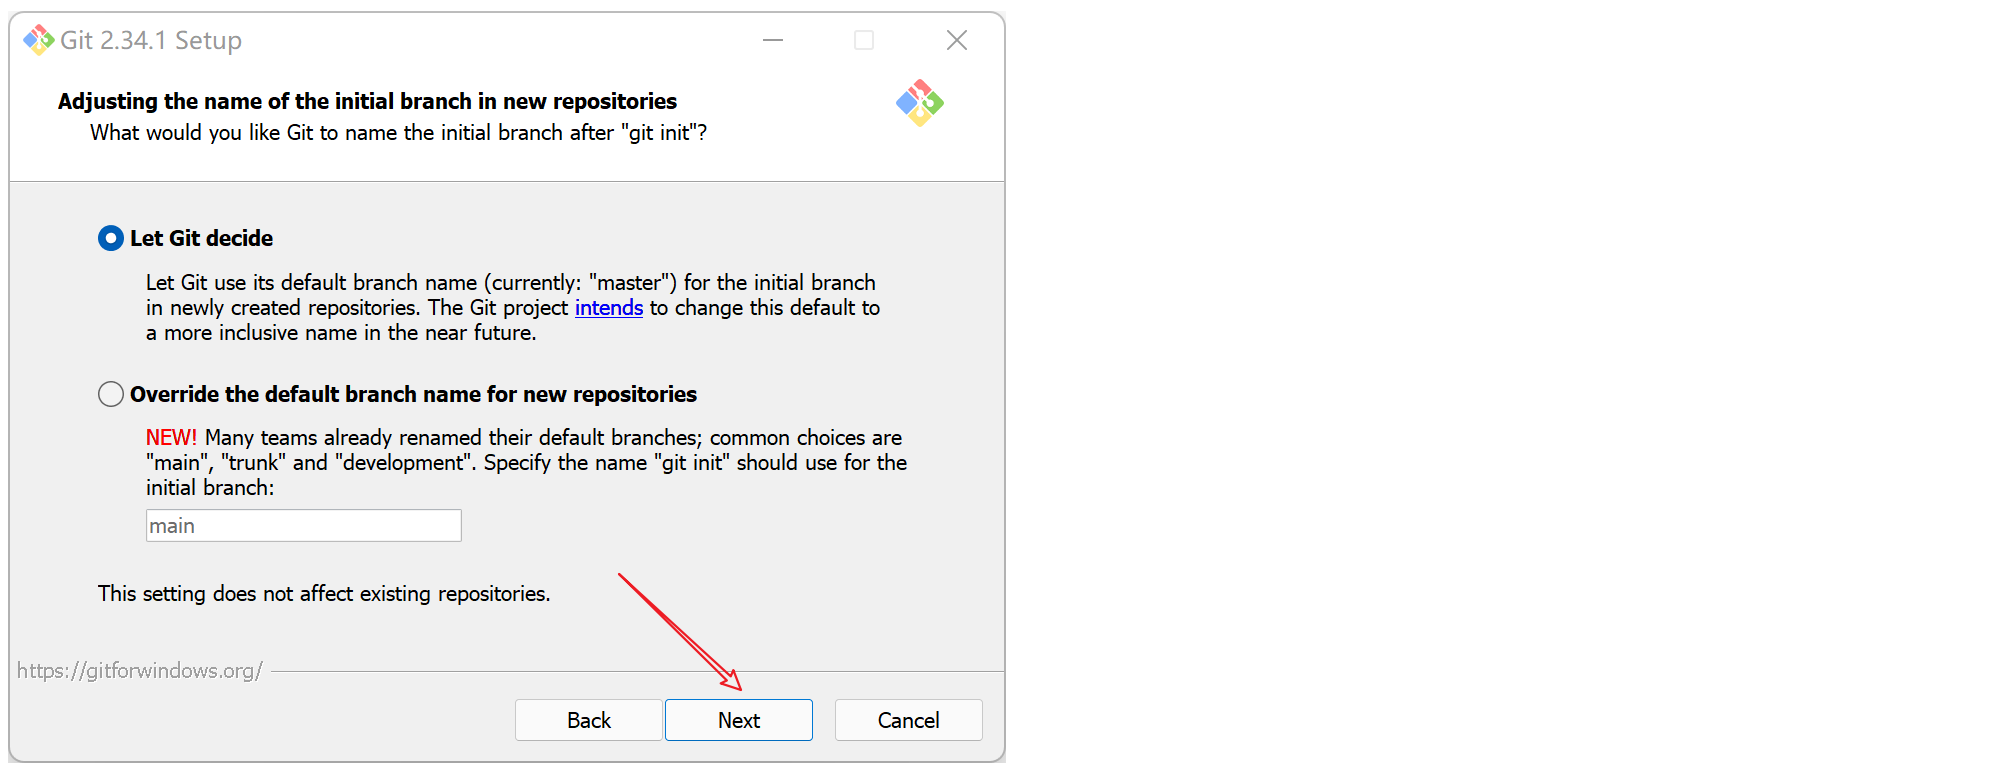 Git 2.34.1 Setup
Adjusting the name of the initial branch in new repositories
What would you like Git to name the initial branch after "git init"?
Let Git decide
Let Git use its default branch name (currently: "master") for the initial branch
in newly created repositories. The Git project intends to change this default to
a more inclusive name in the near future.
Override the default branch name for new repositories
NEW! Many teams already renamed their default branches; common choices are
"main", "trunk" and "development". Specify the name "git init" should use for the
initial branch:
main
This setting does not affect existing repositories.
https://gitforwindows.org/
Back
Next
Cancel